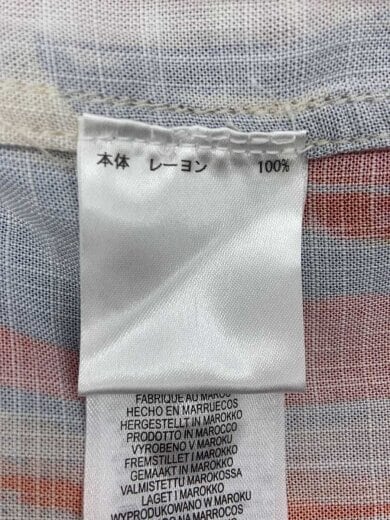 本体 レーヨン 100%
FABRIQUÉ AU MAROC
HECHO EN MARRUECOS
HERGESTELLT IN MAROKKO
PRODOTTO IN MAROCCO
VYROBENO V MAROKU
FREMSTILLET I MAROKKO
GEMAAKT IN MAROKKO
VALMISTETTU MAROKOSSA
LAGET I MAROKKO
WYPRODUKOWANO W MAROKU